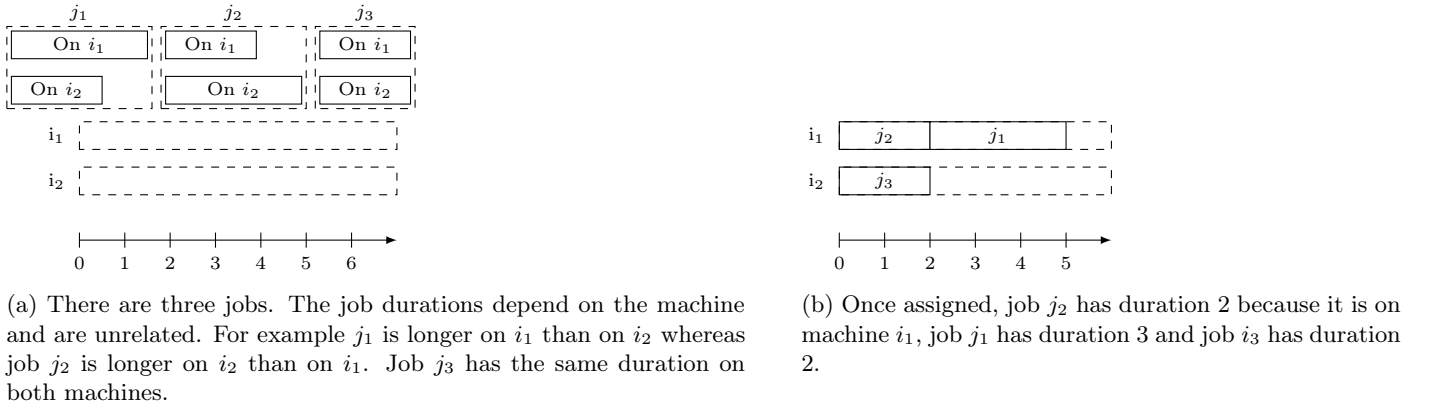 j₁ j₂ j₃
On i₁ On i₁ On i₁
On i₂ On i₂ On i₂
i₁
i₂
0 1 2 3 4 5 6
(a) There are three jobs. The job durations depend on the machine
and are unrelated. For example j₁ is longer on i₁ than on i₂ whereas
job j₂ is longer on i₂ than on i₁. Job j₃ has the same duration on
both machines.
i₁ j₂ j₁
i₂ j₃
0 1 2 3 4 5
(b) Once assigned, job j₂ has duration 2 because it is on
machine i₁, job j₁ has duration 3 and job i₃ has duration
2.